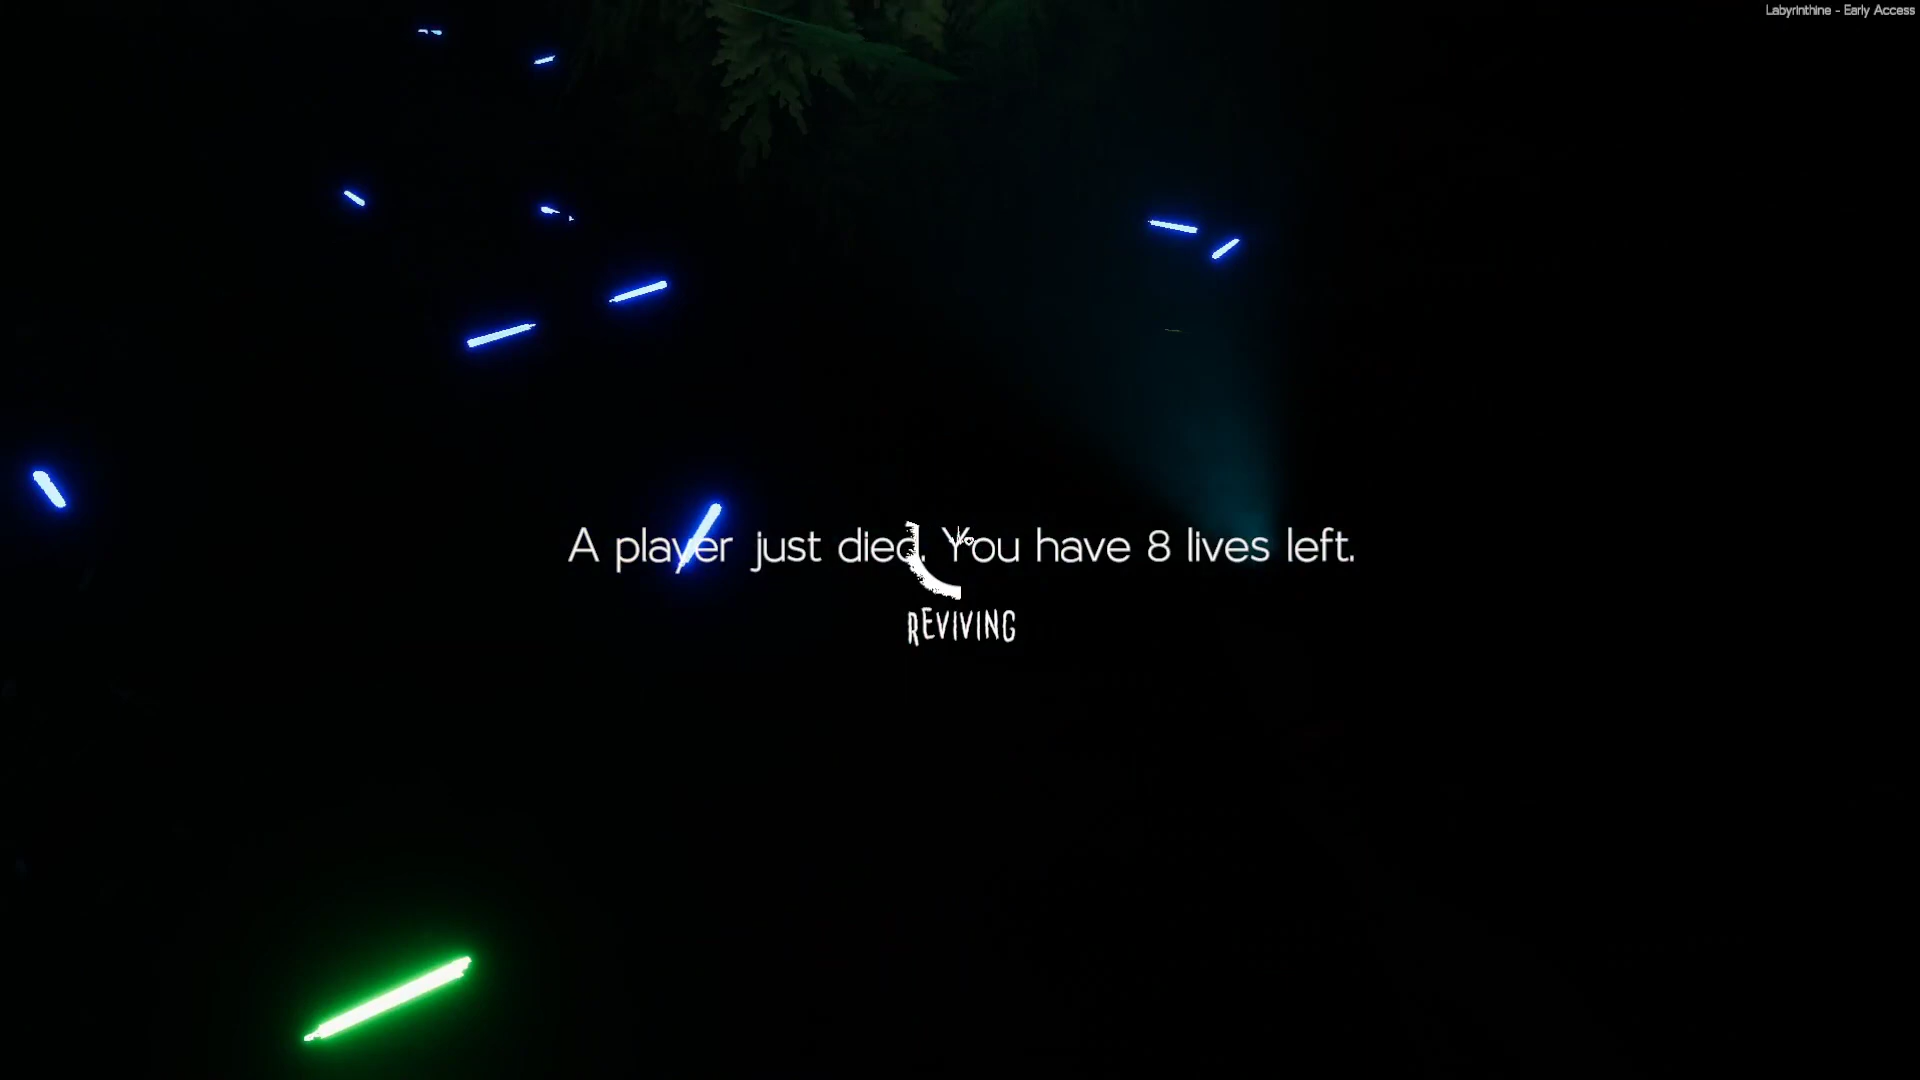 Labyrinthine - Early Access
A player just died. You have 8 lives left.
REVIVING